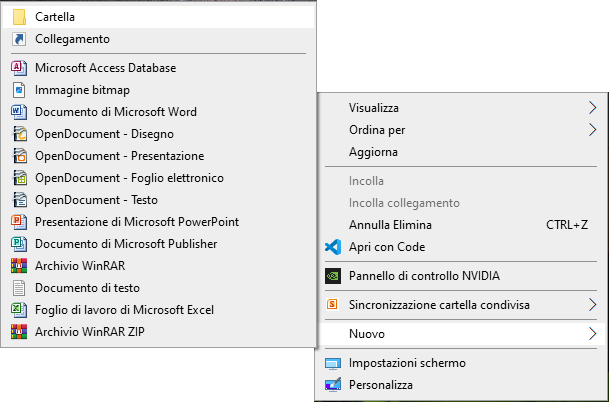 Cartella
Collegamento
Microsoft Access Database
Immagine bitmap
Documento di Microsoft Word
OpenDocument - Disegno
OpenDocument - Presentazione
OpenDocument - Foglio elettronico
OpenDocument - Testo
Presentazione di Microsoft PowerPoint
Documento di Microsoft Publisher
Archivio WinRAR
Documento di testo
Foglio di lavoro di Microsoft Excel
Archivio WinRAR ZIP
Visualizza
Ordina per
Aggiorna
Incolla
Incolla collegamento
Annulla Elimina CTRL+Z
Apri con Code
Pannello di controllo NVIDIA
Sincronizzazione cartella condivisa
Nuovo
Impostazioni schermo
Personalizza